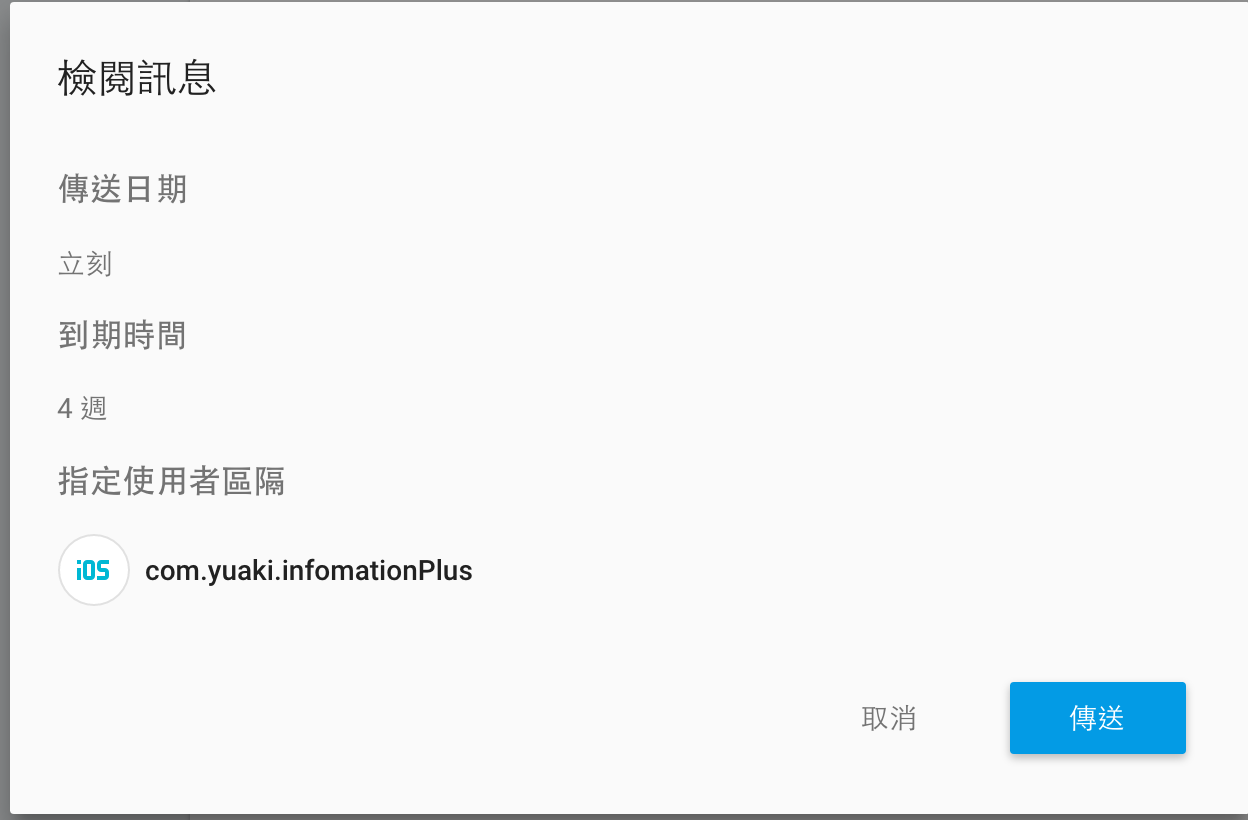 檢閱訊息
傳送日期
立刻
到期時間
4 週
指定使用者區隔
iOS com.yuaki.infomationPlus
取消 傳送